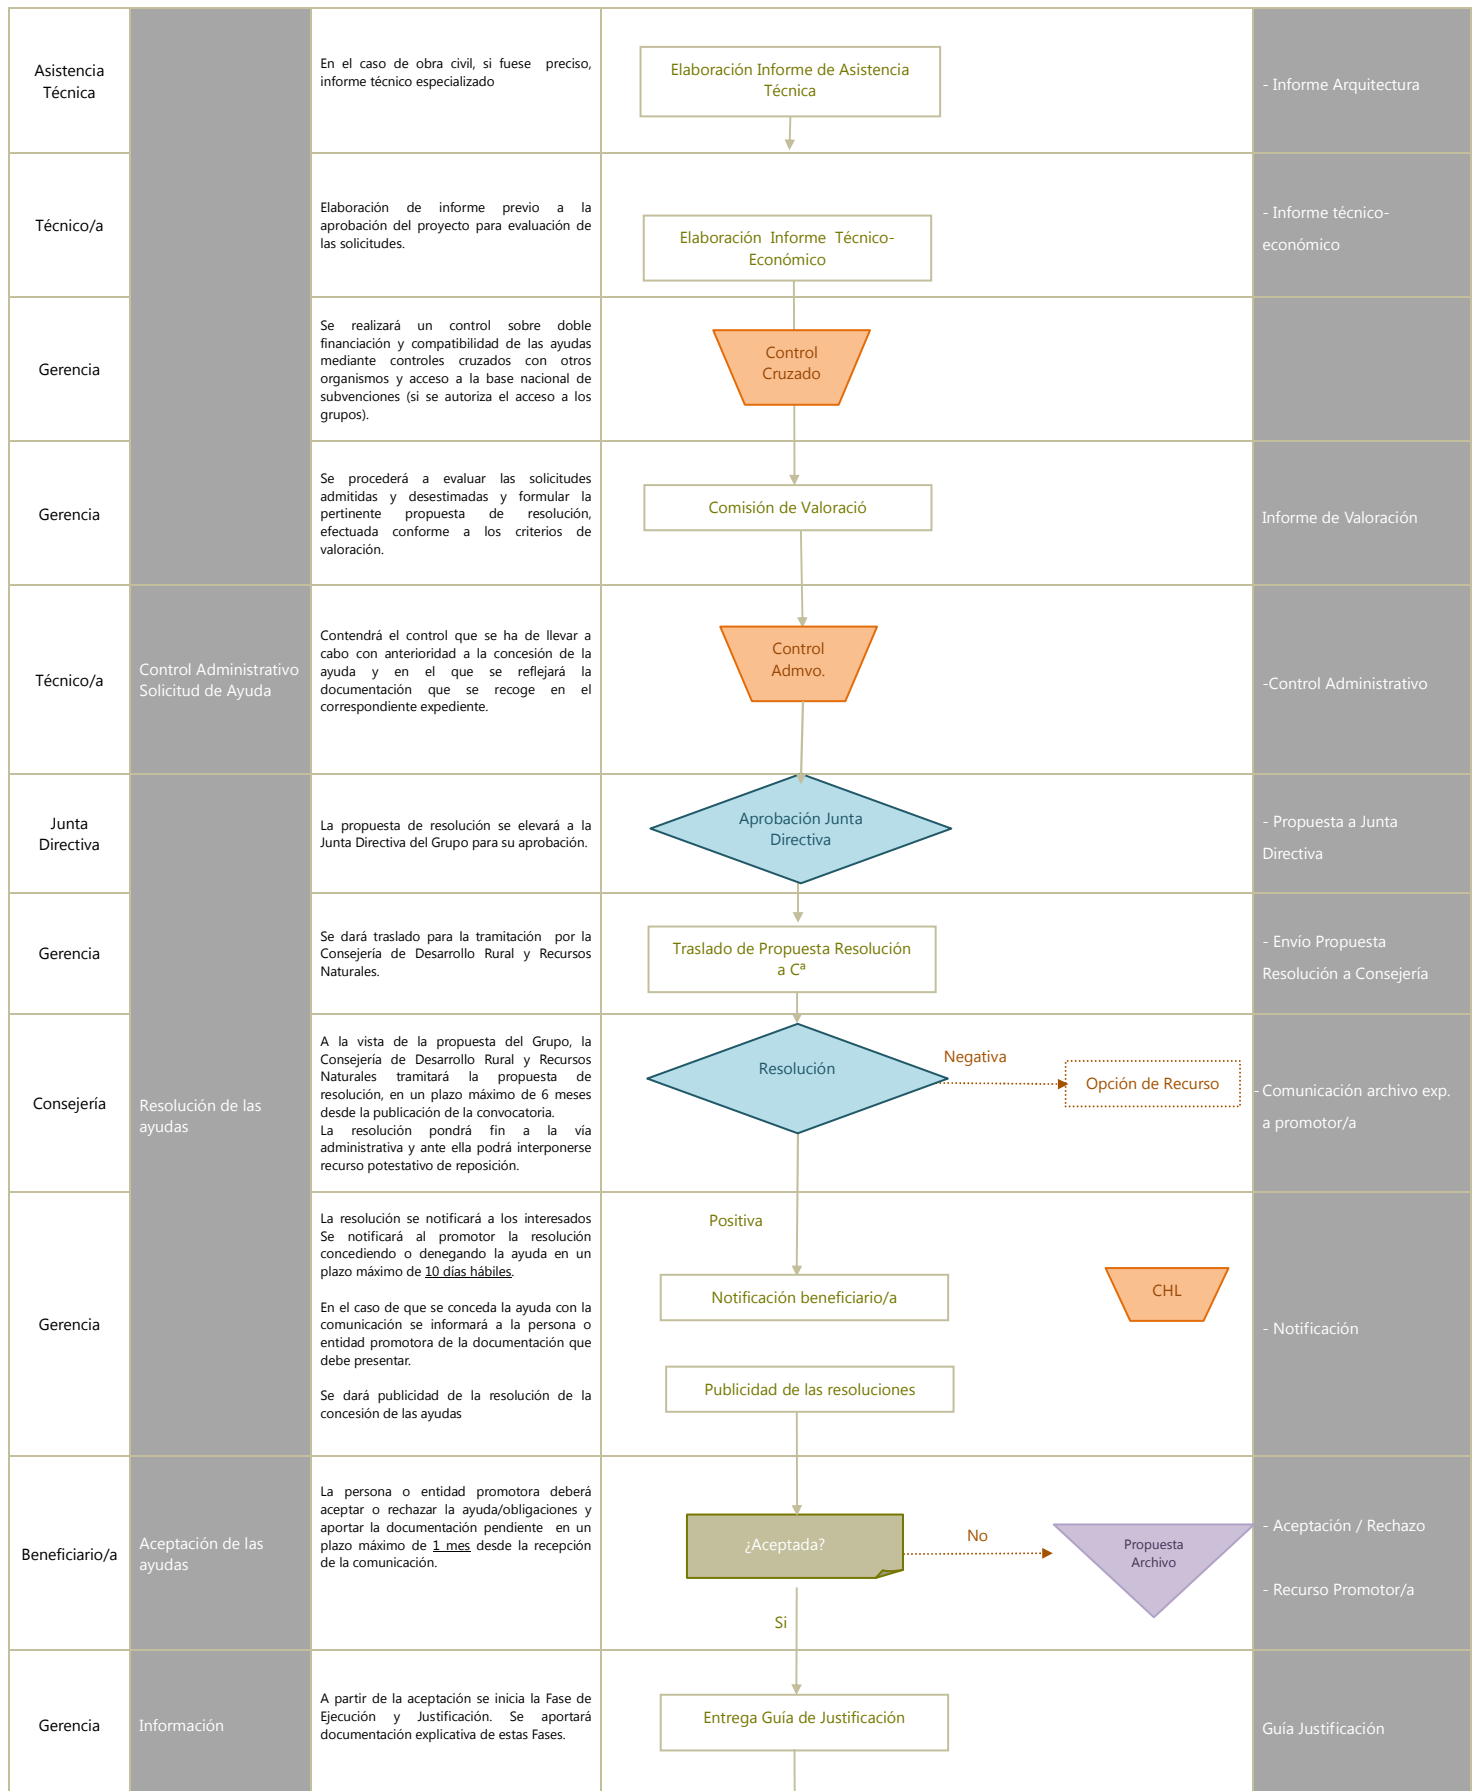 Asistencia
Técnica
En el caso de obra civil, si fuese preciso,
informe técnico especializado
Elaboración Informe de Asistencia
Técnica
- Informe Arquitectura
Técnico/a
Elaboración de informe previo a la
aprobación del proyecto para evaluación de
las solicitudes.
Elaboración Informe Técnico-
Económico
- Informe técnico-
económico
Gerencia
Se realizará un control sobre doble
financiación y compatibilidad de las ayudas
mediante controles cruzados con otros
organismos y acceso a la base nacional de
subvenciones (si se autoriza el acceso a los
grupos).
Control
Cruzado
Gerencia
Se procederá a evaluar las solicitudes
admitidas y desestimadas y formular la
pertinente propuesta de resolución,
efectuada conforme a los criterios de
valoración.
Comisión de Valoració
Informe de Valoración
Técnico/a
Control Administrativo
Solicitud de Ayuda
Contendrá el control que se ha de llevar a
cabo con anterioridad a la concesión de la
ayuda y en el que se reflejará la
documentación que se recoge en el
correspondiente expediente.
Control
Admvo.
-Control Administrativo
Junta
Directiva
La propuesta de resolución se elevará a la
Junta Directiva del Grupo para su aprobación.
Aprobación Junta
Directiva
- Propuesta a Junta
Directiva
Gerencia
Se dará traslado para la tramitación por la
Consejería de Desarrollo Rural y Recursos
Naturales.
Traslado de Propuesta Resolución
a Cª
- Envío Propuesta
Resolución a Consejería
Consejería
Resolución de las
ayudas
A la vista de la propuesta del Grupo, la
Consejería de Desarrollo Rural y Recursos
Naturales tramitará la propuesta de
resolución, en un plazo máximo de 6 meses
desde la publicación de la convocatoria.
La resolución pondrá fin a la vía
administrativa y ante ella podrá interponerse
recurso potestativo de reposición.
Resolución
Negativa
Opción de Recurso
- Comunicación archivo exp.
a promotor/a
Gerencia
La resolución se notificará a los interesados
Se notificará al promotor la resolución
concediendo o denegando la ayuda en un
plazo máximo de 10 días hábiles.
En el caso de que se conceda la ayuda con la
comunicación se informará a la persona o
entidad promotora de la documentación que
debe presentar.
Se dará publicidad de la resolución de la
concesión de las ayudas
Positiva
Notificación beneficiario/a
CHL
Publicidad de las resoluciones
- Notificación
Beneficiario/a
Aceptación de las
ayudas
La persona o entidad promotora deberá
aceptar o rechazar la ayuda/obligaciones y
aportar la documentación pendiente en un
plazo máximo de 1 mes desde la recepción
de la comunicación.
¿Aceptada?
No
Propuesta
Archivo
Si
- Aceptación / Rechazo
- Recurso Promotor/a
Gerencia
Información
A partir de la aceptación se inicia la Fase de
Ejecución y Justificación. Se aportará
documentación explicativa de estas Fases.
Entrega Guía de Justificación
Guía Justificación